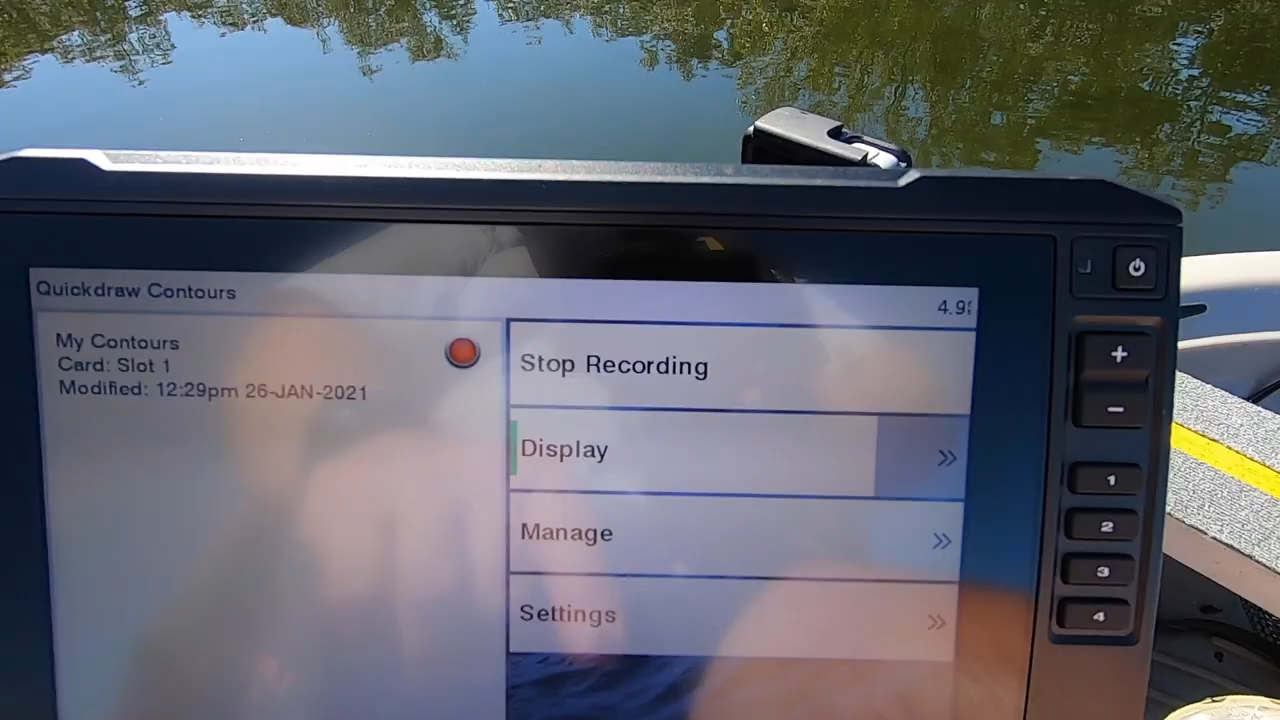 Quickdraw Contours
4.9
My Contours
Card: Slot 1
Modified: 12:29pm 26-JAN-2021
Stop Recording
Display
Manage
Settings
+
-
1
2
3
4